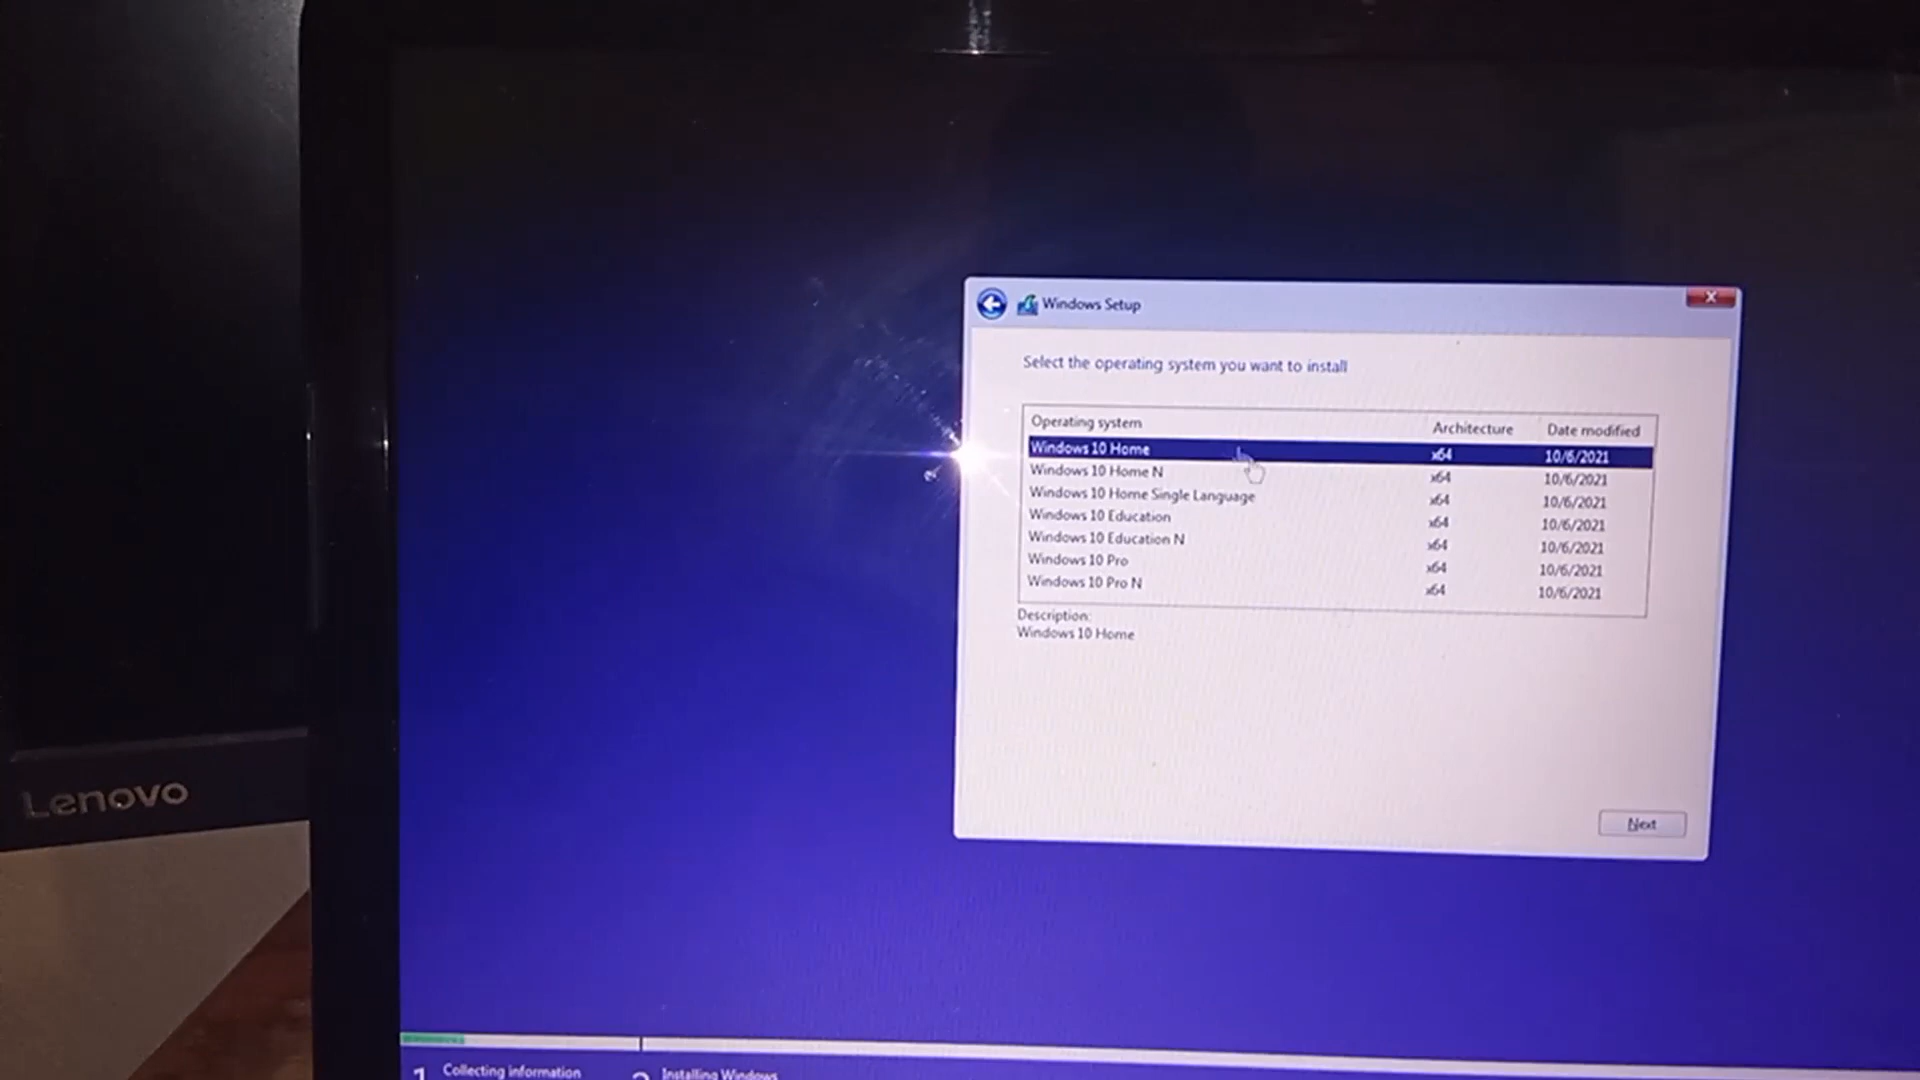 Windows Setup
x
Select the operating system you want to install
Operating system Architecture Date modified
Windows 10 Home x64 10/6/2021
Windows 10 Home N x64 10/6/2021
Windows 10 Home Single Language x64 10/6/2021
Windows 10 Education x64 10/6/2021
Windows 10 Education N x64 10/6/2021
Windows 10 Pro x64 10/6/2021
Windows 10 Pro N x64 10/6/2021
Description:
Windows 10 Home
Lenovo
Next
1 Collecting information 2 Installing Windows